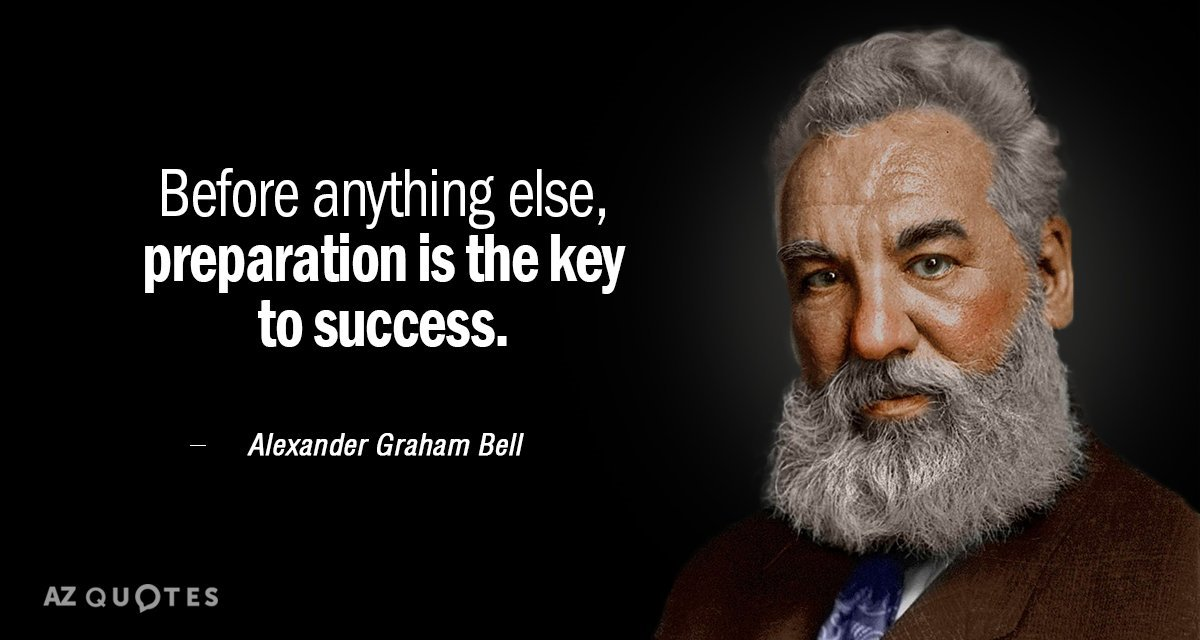 Before anything else,
preparation is the key
to success.
— Alexander Graham Bell
AZ QUOTES